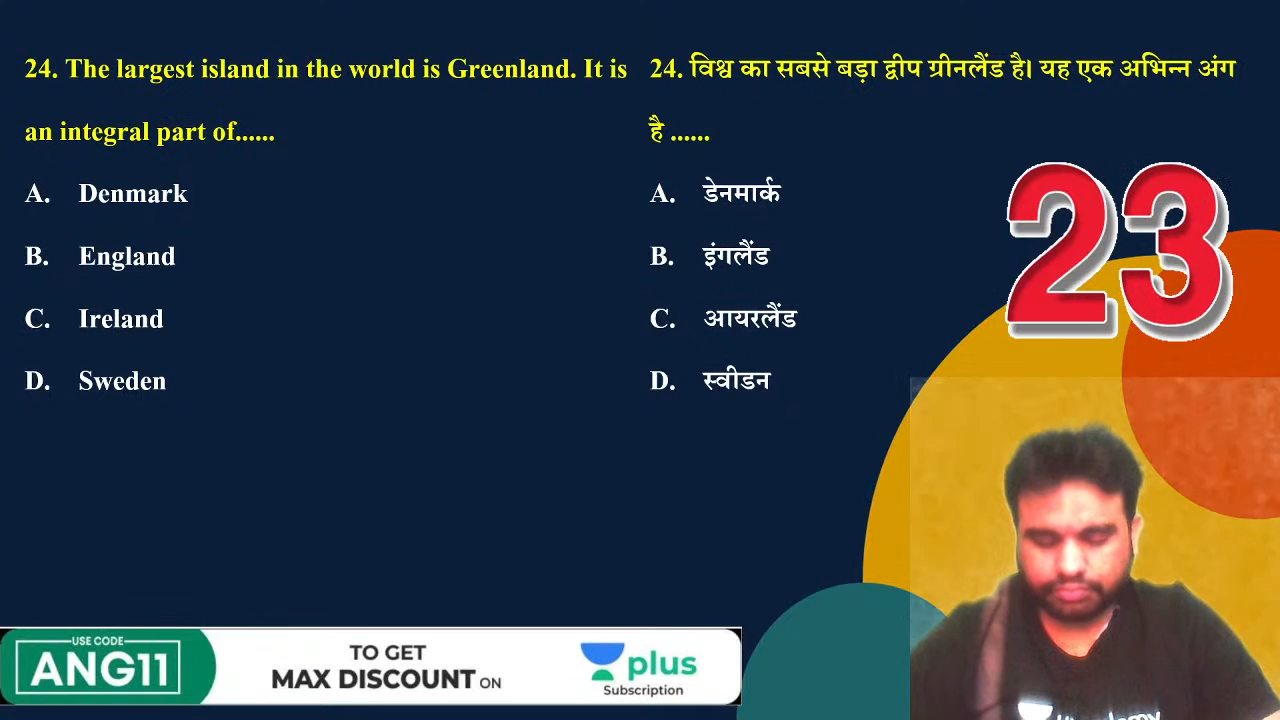 24. The largest island in the world is Greenland. It is
an integral part of......
A. Denmark
B. England
C. Ireland
D. Sweden
24. विश्व का सबसे बड़ा द्वीप ग्रीनलैंड है। यह एक अभिन्न अंग
है ......
A. डेनमार्क
B. इंगलैंड
C. आयरलैंड
D. स्वीडन
23
USE CODE
ANG11
TO GET
MAX DISCOUNT ON
plus
Subscription